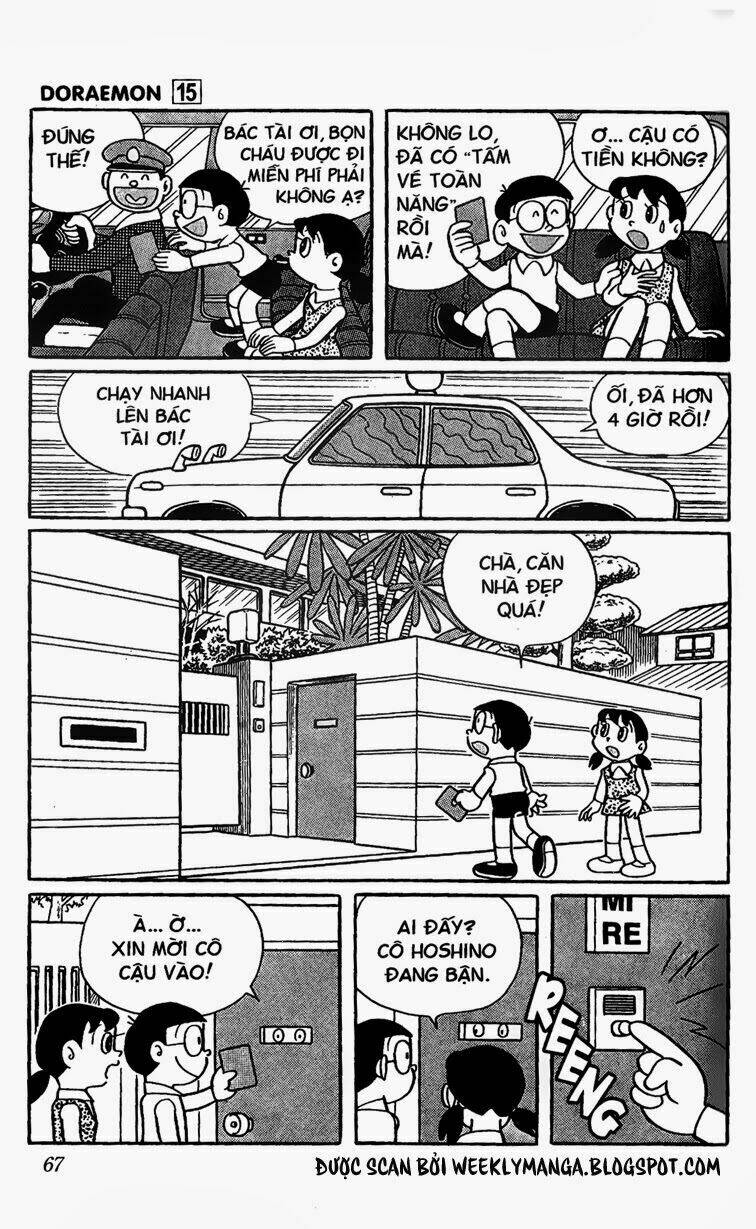 DORAEMON 15
Ơ... CẬU CÓ
TIỀN KHÔNG?
KHÔNG LO,
ĐÃ CÓ "TẤM
VÉ TOÀN
NĂNG"
RỒI
MÀ!
BÁC TÀI ƠI, BỌN
CHÁU ĐƯỢC ĐI
MIẾN PHÍ PHẢI
KHÔNG Ạ?
ĐÚNG
THẾ!
ỐI, ĐÃ HƠN
4 GIỜ RỒI!
CHẠY NHANH
LÊN BÁC
TÀI ƠI!
CHÀ, CĂN
NHÀ ĐẸP
QUÁ!
MI
RE
REEENG
AI ĐẤY?
CÔ HOSHINO
ĐANG BẬN.
À... Ờ...
XIN MỜI CÔ
CẬU VÀO!
67
ĐƯỢC SCAN BỞI WEEKLYMANGA.BLOGSPOT.COM